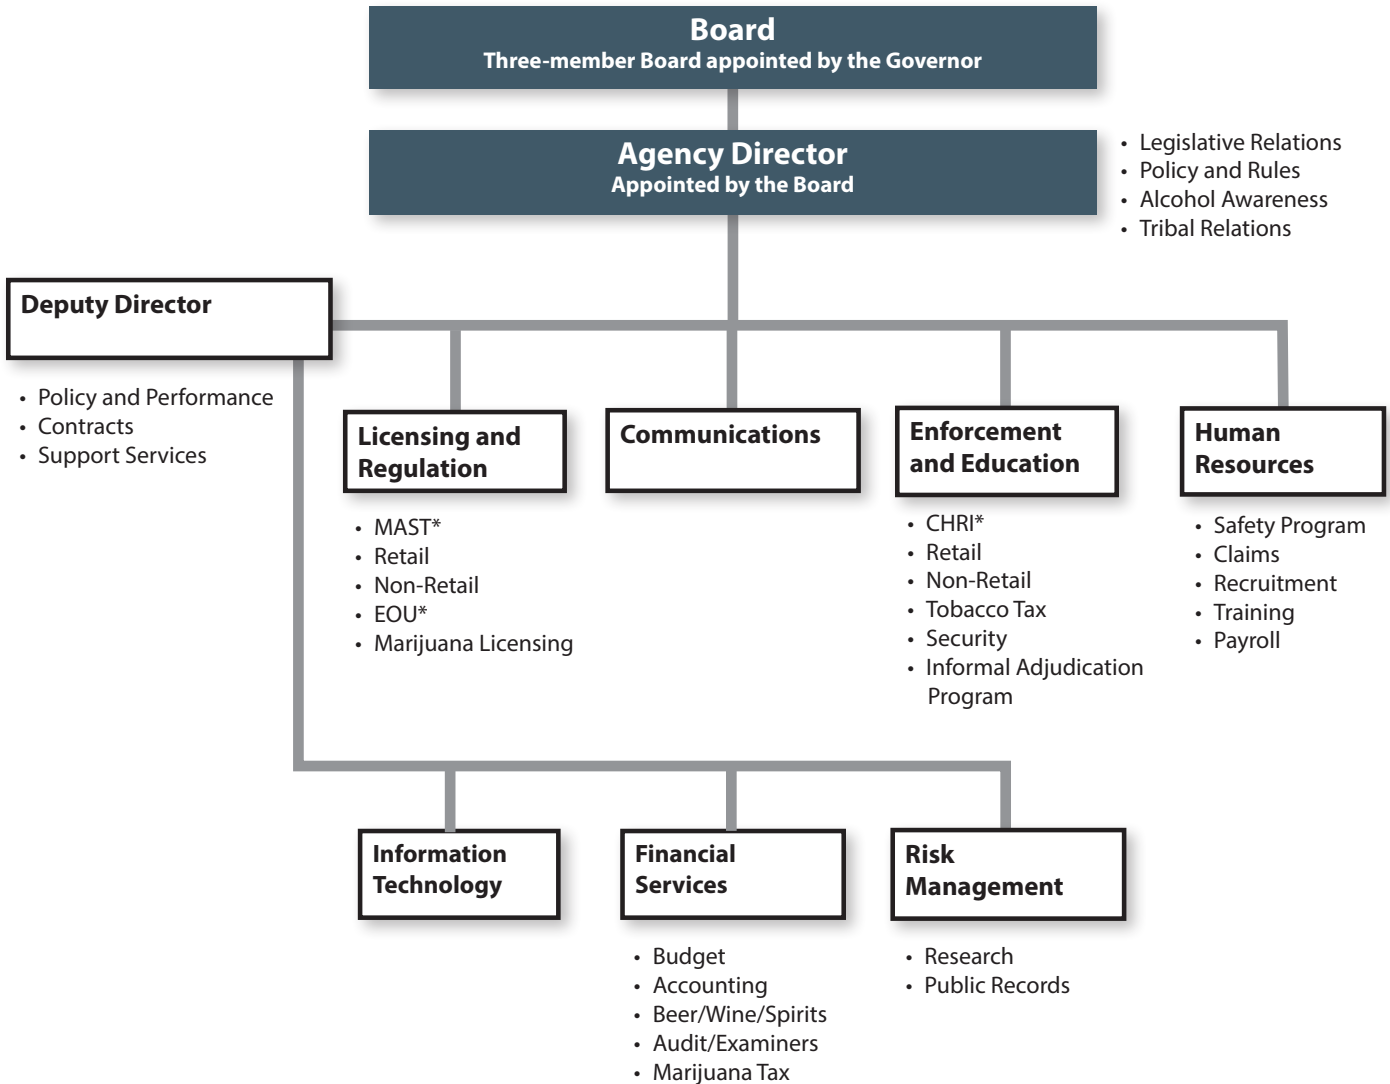 Board
Three-member Board appointed by the Governor
Agency Director
Appointed by the Board
• Legislative Relations
• Policy and Rules
• Alcohol Awareness
• Tribal Relations
Deputy Director
• Policy and Performance
• Contracts
• Support Services
Licensing and
Regulation
• MAST*
• Retail
• Non-Retail
• EOU*
• Marijuana Licensing
Communications
Enforcement
and Education
• CHRI*
• Retail
• Non-Retail
• Tobacco Tax
• Security
• Informal Adjudication
Program
Human
Resources
• Safety Program
• Claims
• Recruitment
• Training
• Payroll
Information
Technology
Financial
Services
• Budget
• Accounting
• Beer/Wine/Spirits
• Audit/Examiners
• Marijuana Tax
Risk
Management
• Research
• Public Records